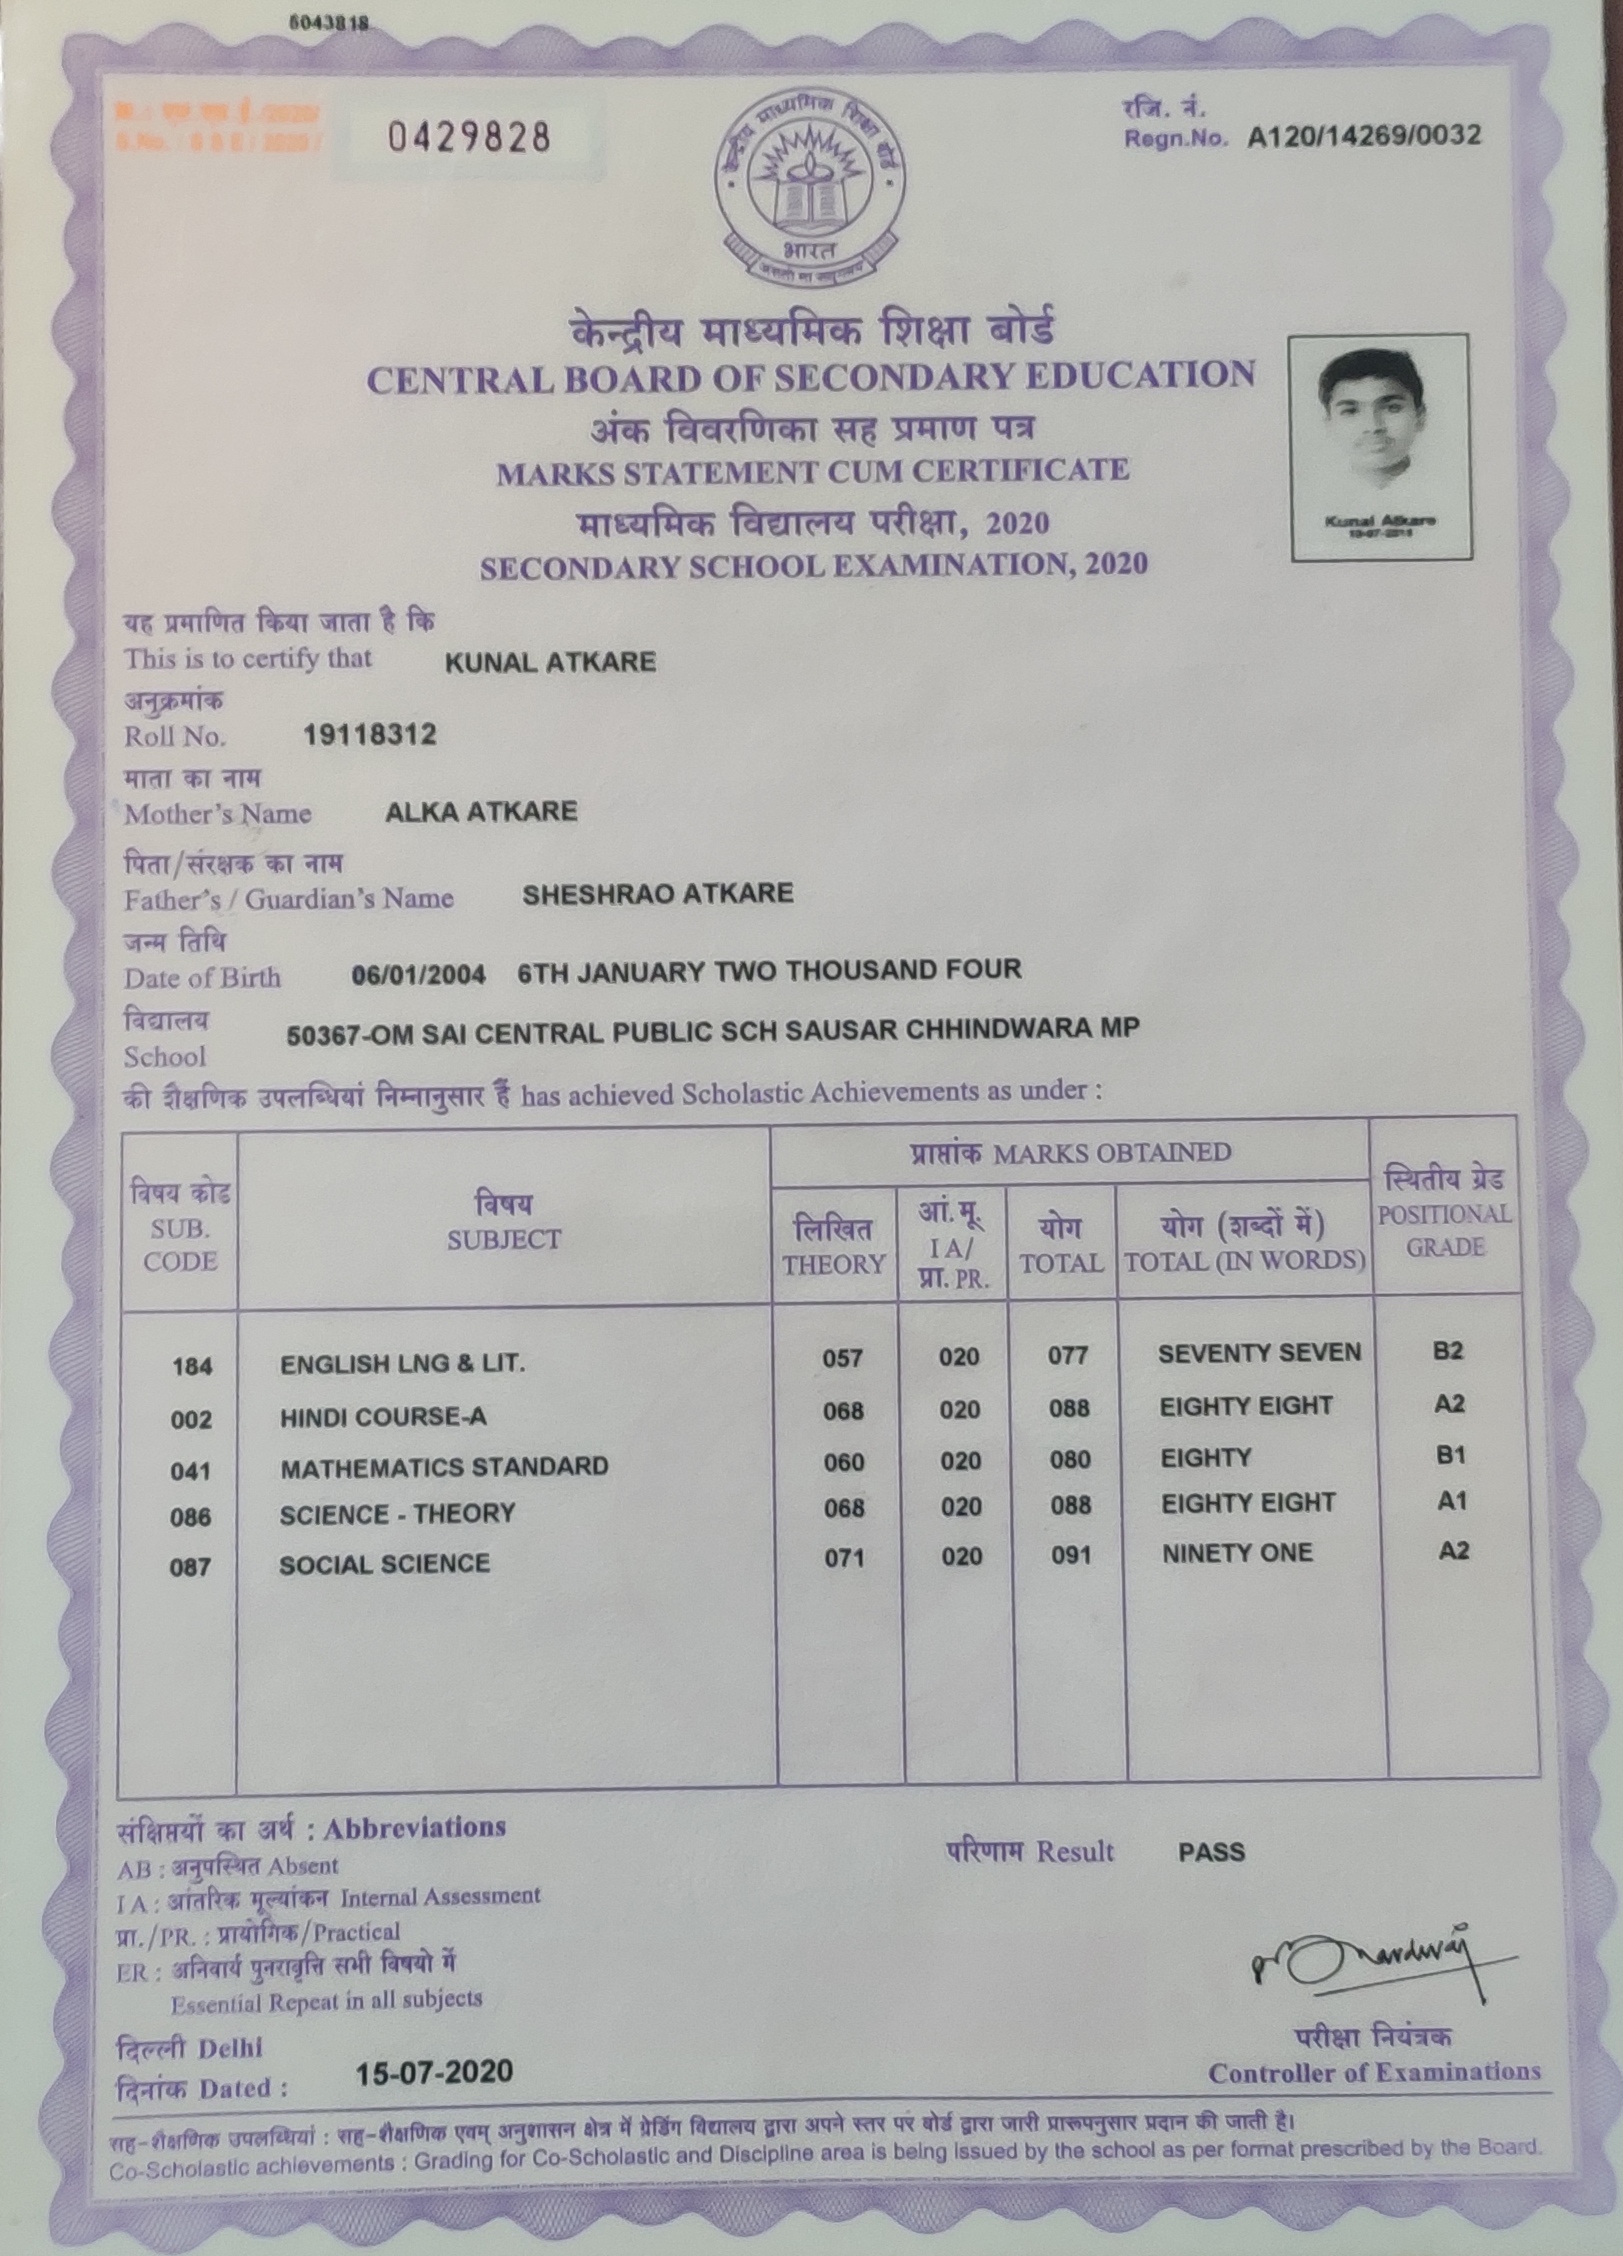 6043818
0429828
रजि. नं.
Regn.No. A120/14269/0032
केन्द्रीय माध्यमिक शिक्षा बोर्ड
भारत
केन्द्रीय माध्यमिक शिक्षा बोर्ड
CENTRAL BOARD OF SECONDARY EDUCATION
अंक विवरणिका सह प्रमाण पत्र
MARKS STATEMENT CUM CERTIFICATE
माध्यमिक विद्यालय परीक्षा, 2020
SECONDARY SCHOOL EXAMINATION, 2020
Kunal Atkare
यह प्रमाणित किया जाता है कि
This is to certify that KUNAL ATKARE
अनुक्रमांक
Roll No. 19118312
माता का नाम
Mother's Name ALKA ATKARE
पिता/संरक्षक का नाम
Father's / Guardian's Name SHESHRAO ATKARE
जन्म तिथि
Date of Birth 06/01/2004 6TH JANUARY TWO THOUSAND FOUR
विद्यालय
School 50367-OM SAI CENTRAL PUBLIC SCH SAUSAR CHHINDWARA MP
की शैक्षणिक उपलब्धियां निम्नानुसार हैं has achieved Scholastic Achievements as under :
विषय कोड SUB. CODE
विषय SUBJECT
प्राप्तांक MARKS OBTAINED
लिखित THEORY
आं.मू. I A/ प्रा. PR.
योग TOTAL
योग (शब्दों में) TOTAL (IN WORDS)
स्थितीय ग्रेड POSITIONAL GRADE
184 ENGLISH LNG & LIT. 057 020 077 SEVENTY SEVEN B2
002 HINDI COURSE-A 068 020 088 EIGHTY EIGHT A2
041 MATHEMATICS STANDARD 060 020 080 EIGHTY B1
086 SCIENCE - THEORY 068 020 088 EIGHTY EIGHT A1
087 SOCIAL SCIENCE 071 020 091 NINETY ONE A2
संक्षिप्तियों का अर्थ : Abbreviations
AB : अनुपस्थित Absent
I A : आंतरिक मूल्यांकन Internal Assessment
प्रा./PR. : प्रायोगिक/Practical
ER : अनिवार्य पुनरावृत्ति सभी विषयो में
Essential Repeat in all subjects
परिणाम Result PASS
दिल्ली Delhi
दिनांक Dated : 15-07-2020
परीक्षा नियंत्रक
Controller of Examinations
सह-शैक्षणिक उपलब्धियां : सह-शैक्षणिक एवम् अनुशासन क्षेत्र में ग्रेडिंग विद्यालय द्वारा अपने स्तर पर बोर्ड द्वारा जारी प्रारूपनुसार प्रदान की जाती है।
Co-Scholastic achievements : Grading for Co-Scholastic and Discipline area is being issued by the school as per format prescribed by the Board.